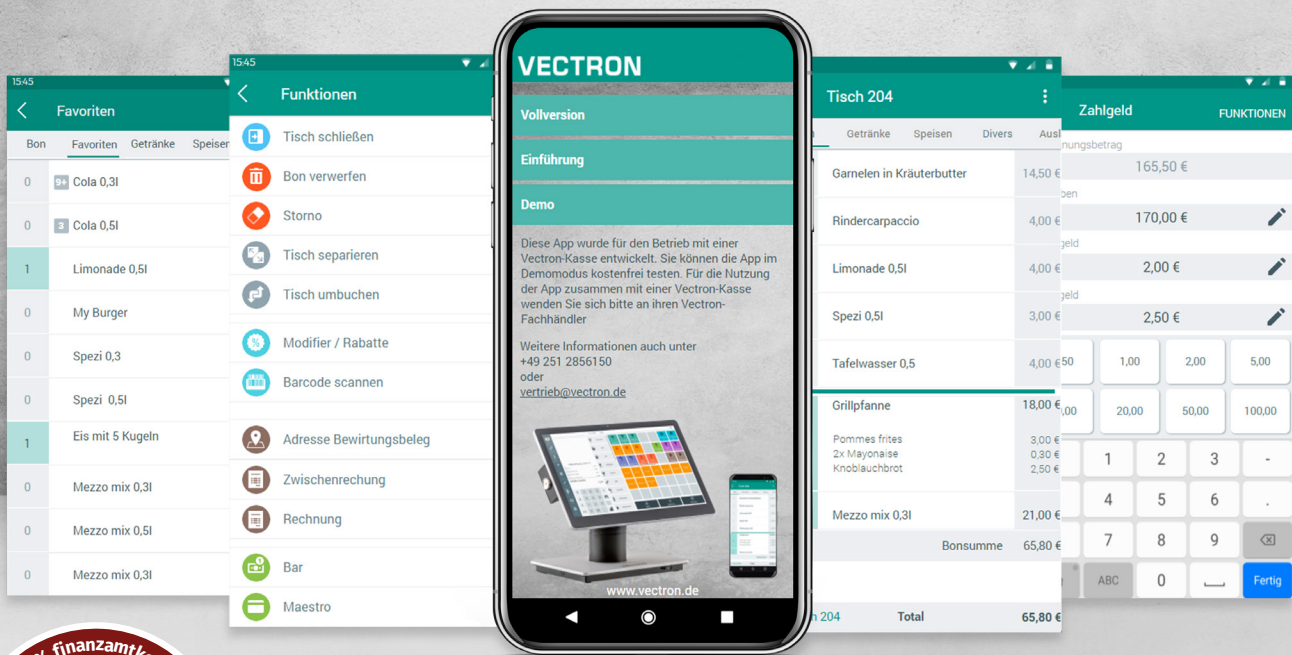 15:45
Favoriten
Bon Favoriten Getränke Speisen
0 9+ Cola 0,3l
0 3 Cola 0,5l
1 Limonade 0,5l
0 My Burger
0 Spezi 0,3
0 Spezi 0,5l
1 Eis mit 5 Kugeln
0 Mezzo mix 0,3l
0 Mezzo mix 0,5l
0 Mezzo mix 0,3l
15:45
Funktionen
Tisch schließen
Bon verwerfen
Storno
Tisch separieren
Tisch umbuchen
Modifier / Rabatte
Barcode scannen
Adresse Bewirtungsbeleg
Zwischenrechung
Rechnung
Bar
Maestro
VECTRON
Vollversion
Einführung
Demo
Diese App wurde für den Betrieb mit einer
Vectron-Kasse entwickelt. Sie können die App im
Demomodus kostenfrei testen. Für die Nutzung
der App zusammen mit einer Vectron-Kasse
wenden Sie sich bitte an ihren Vectron-
Fachhändler
Weitere Informationen auch unter
+49 251 2856150
oder
vertrieb@vectron.de
www.vectron.de
Tisch 204
Getränke Speisen Divers Ausl
Garnelen in Kräuterbutter 14,50 €
Rindercarpaccio 4,00 €
Limonade 0,5l 4,00 €
Spezi 0,5l 3,00 €
Tafelwasser 0,5 4,00 €
Grillpfanne 18,00 €
Pommes frites 3,00 €
2x Mayonaise 0,30 €
Knoblauchbrot 2,50 €
Mezzo mix 0,3l 21,00 €
Bonsumme 65,80 €
204 Total 65,80 €
Zahlgeld FUNKTIONEN
nungsbetrag
165,50 €
ben
170,00 €
geld
2,00 €
geld
2,50 €
50 1,00 2,00 5,00
,00 20,00 50,00 100,00
1 2 3 -
4 5 6 .
7 8 9
ABC 0 Fertig
% finanzamtk